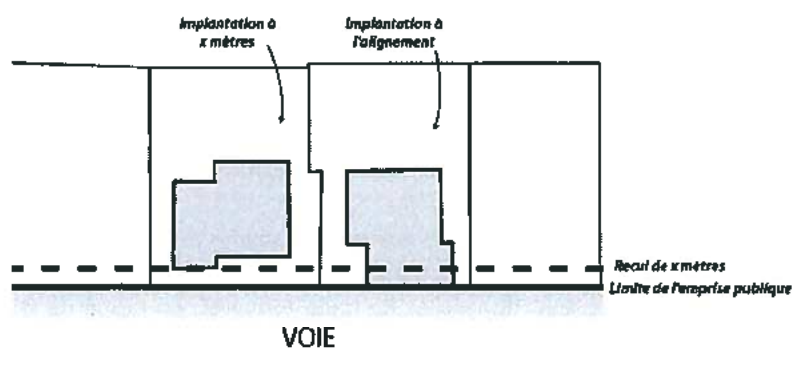 Implantation à
x mètres
Implantation à
l'alignement
Recul de x mètres
Limite de l'emprise publique
VOIE